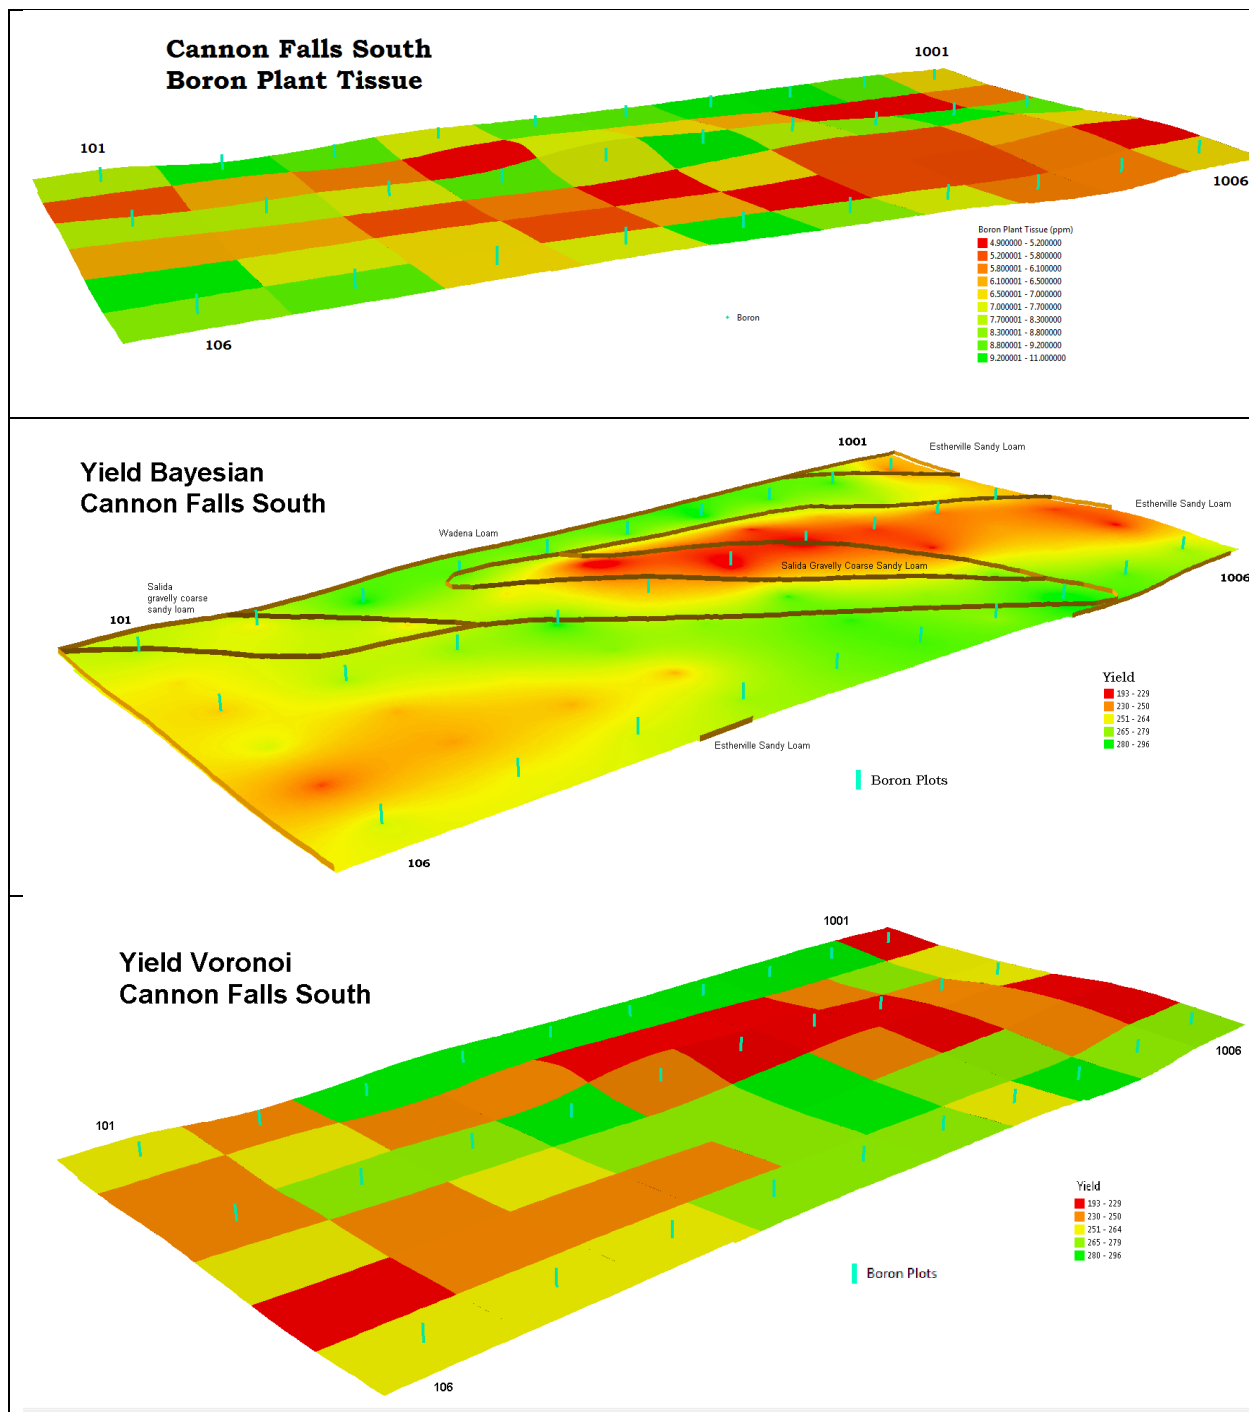 Cannon Falls South
Boron Plant Tissue
1001
101
1006
106
Boron
Boron Plant Tissue (ppm)
4.900000 - 5.200000
5.200001 - 5.800000
5.800001 - 6.100000
6.100001 - 6.500000
6.500001 - 7.000000
7.000001 - 7.700000
7.700001 - 8.300000
8.300001 - 8.800000
8.800001 - 9.200000
9.200001 - 11.000000
Yield Bayesian
Cannon Falls South
1001
Estherville Sandy Loam
Estherville Sandy Loam
Wadena Loam
Salida Gravelly Coarse Sandy Loam
Salida
gravelly coarse
sandy loam
101
1006
Estherville Sandy Loam
106
Yield
193 - 229
230 - 250
251 - 264
265 - 279
280 - 296
Boron Plots
Yield Voronoi
Cannon Falls South
1001
101
1006
106
Yield
193 - 229
230 - 250
251 - 264
265 - 279
280 - 296
Boron Plots